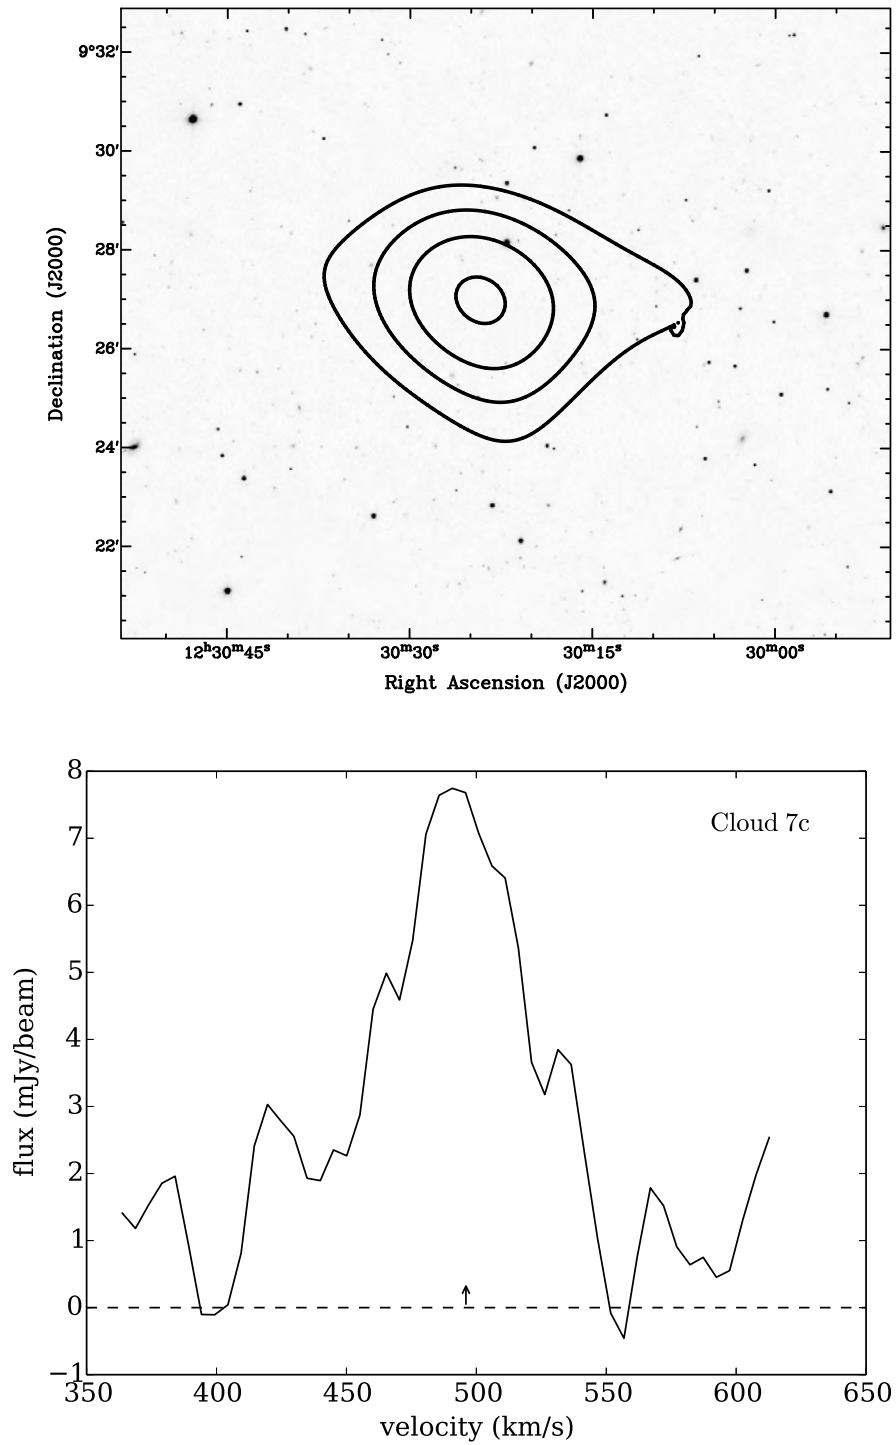 9°32′
30′
28′
26′
24′
22′
Declination (J2000)
12ʰ30ᵐ45ˢ 30ᵐ30ˢ 30ᵐ15ˢ 30ᵐ00ˢ
Right Ascension (J2000)
Cloud 7c
8
7
6
5
4
3
2
1
0
−1
flux (mJy/beam)
350 400 450 500 550 600 650
velocity (km/s)